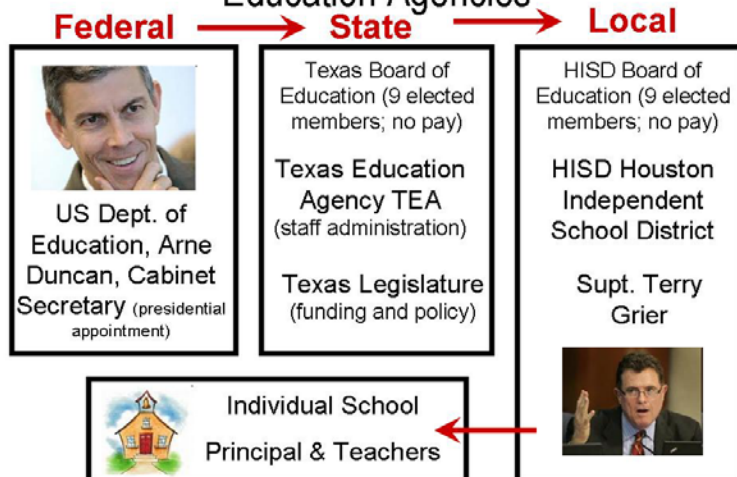 Education Agencies
Federal
State
Local
US Dept. of
Education, Arne
Duncan, Cabinet
Secretary (presidential
appointment)
Texas Board of
Education (9 elected
members; no pay)
Texas Education
Agency TEA
(staff administration)
Texas Legislature
(funding and policy)
HISD Board of
Education (9 elected
members; no pay)
HISD Houston
Independent
School District
Supt. Terry
Grier
Individual School
Principal & Teachers